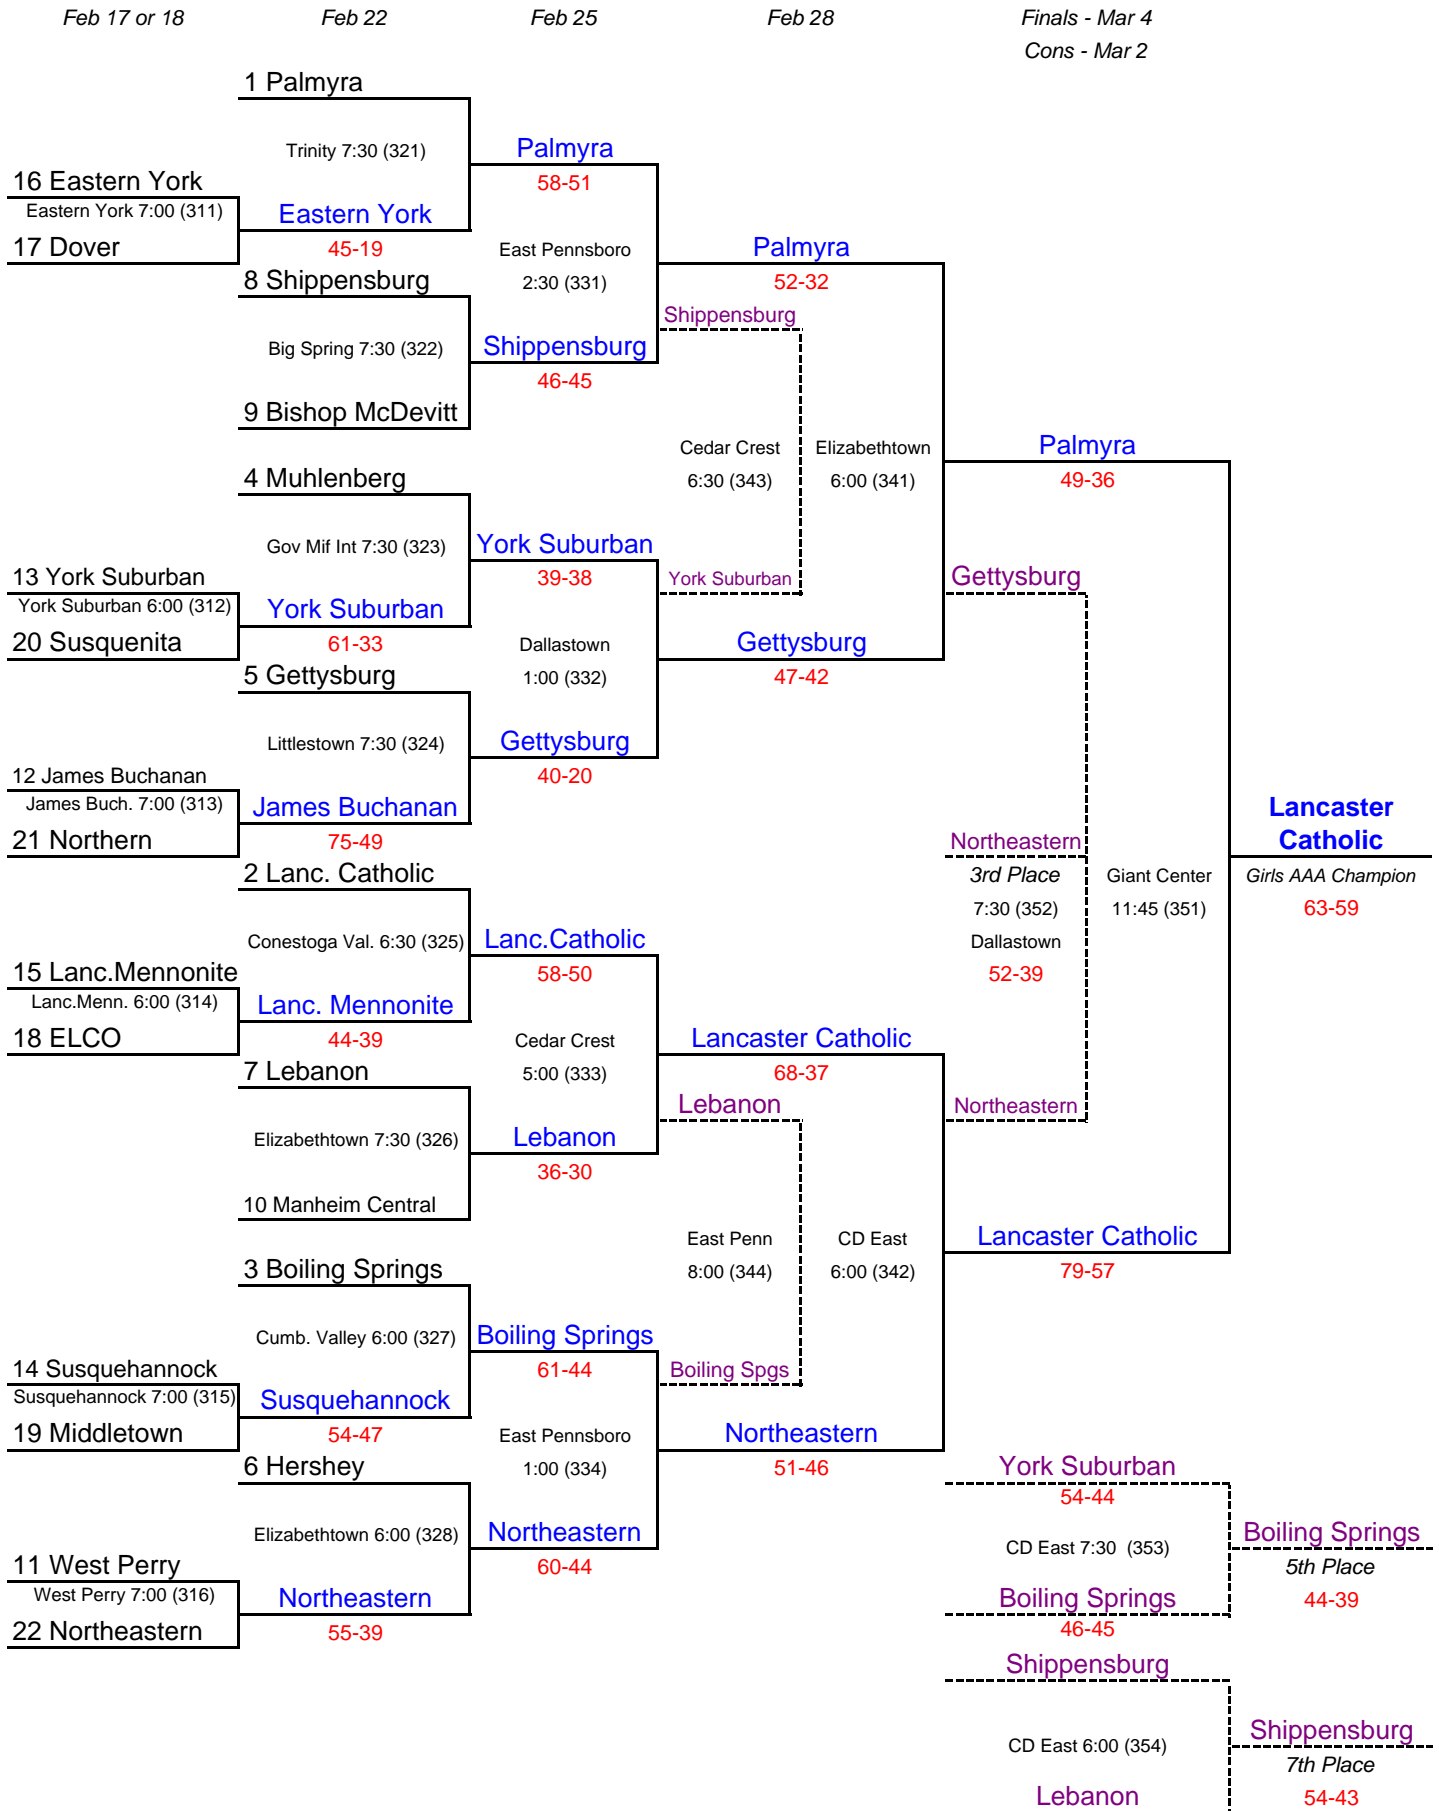 Feb 17 or 18 Feb 22 Feb 25 Feb 28 Finals - Mar 4
Cons - Mar 2
1 Palmyra
Trinity 7:30 (321)
Palmyra
58-51
16 Eastern York
Eastern York 7:00 (311)
Eastern York
17 Dover
45-19
East Pennsboro
2:30 (331)
Palmyra
52-32
8 Shippensburg
Shippensburg
Big Spring 7:30 (322)
Shippensburg
46-45
9 Bishop McDevitt
Cedar Crest
6:30 (343)
Elizabethtown
6:00 (341)
Palmyra
49-36
4 Muhlenberg
Gov Mif Int 7:30 (323)
York Suburban
39-38
York Suburban
Gettysburg
13 York Suburban
York Suburban 6:00 (312)
York Suburban
20 Susquenita
61-33
Dallastown
1:00 (332)
Gettysburg
47-42
5 Gettysburg
Littlestown 7:30 (324)
Gettysburg
40-20
12 James Buchanan
James Buch. 7:00 (313)
James Buchanan
21 Northern
75-49
Northeastern
3rd Place
7:30 (352)
Dallastown
52-39
Giant Center
11:45 (351)
Lancaster
Catholic
Girls AAA Champion
63-59
2 Lanc. Catholic
Conestoga Val. 6:30 (325)
Lanc.Catholic
58-50
15 Lanc.Mennonite
Lanc.Menn. 6:00 (314)
Lanc. Mennonite
18 ELCO
44-39
Cedar Crest
5:00 (333)
Lancaster Catholic
68-37
7 Lebanon
Lebanon
Northeastern
Elizabethtown 7:30 (326)
Lebanon
36-30
10 Manheim Central
East Penn
8:00 (344)
CD East
6:00 (342)
Lancaster Catholic
79-57
3 Boiling Springs
Cumb. Valley 6:00 (327)
Boiling Springs
61-44
Boiling Spgs
14 Susquehannock
Susquehannock 7:00 (315)
Susquehannock
19 Middletown
54-47
East Pennsboro
1:00 (334)
Northeastern
51-46
6 Hershey
Elizabethtown 6:00 (328)
Northeastern
60-44
11 West Perry
West Perry 7:00 (316)
Northeastern
22 Northeastern
55-39
York Suburban
54-44
CD East 7:30 (353)
Boiling Springs
5th Place
44-39
Boiling Springs
46-45
Shippensburg
CD East 6:00 (354)
Shippensburg
7th Place
54-43
Lebanon